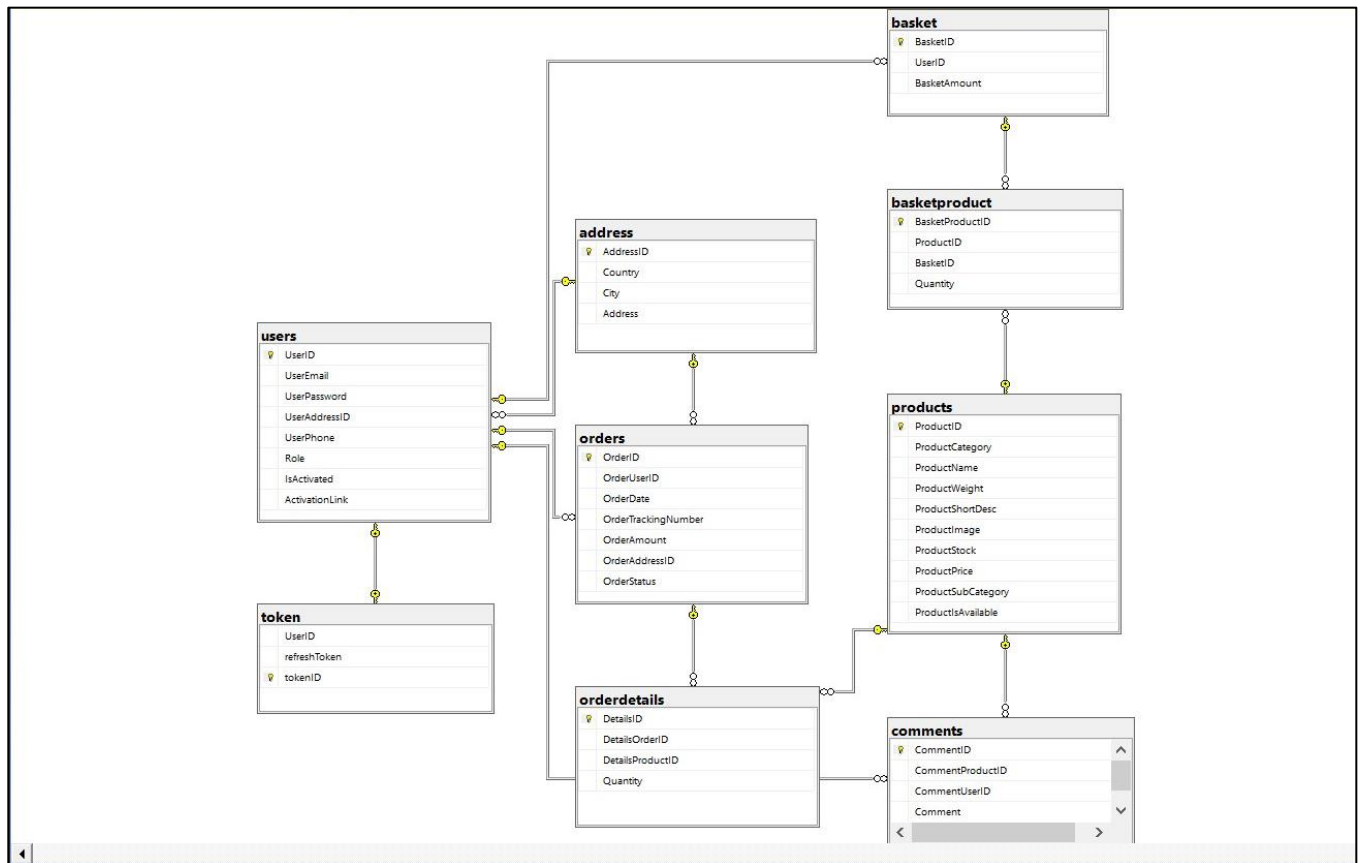 basket
BasketID
UserID
BasketAmount
basketproduct
BasketProductID
ProductID
BasketID
Quantity
address
AddressID
Country
City
Address
users
UserID
UserEmail
UserPassword
UserAddressID
UserPhone
Role
IsActivated
ActivationLink
products
ProductID
ProductCategory
ProductName
ProductWeight
ProductShortDesc
ProductImage
ProductStock
ProductPrice
ProductSubCategory
ProductIsAvailable
orders
OrderID
OrderUserID
OrderDate
OrderTrackingNumber
OrderAmount
OrderAddressID
OrderStatus
token
UserID
refreshToken
tokenID
orderdetails
DetailsID
DetailsOrderID
DetailsProductID
Quantity
comments
CommentID
CommentProductID
CommentUserID
Comment